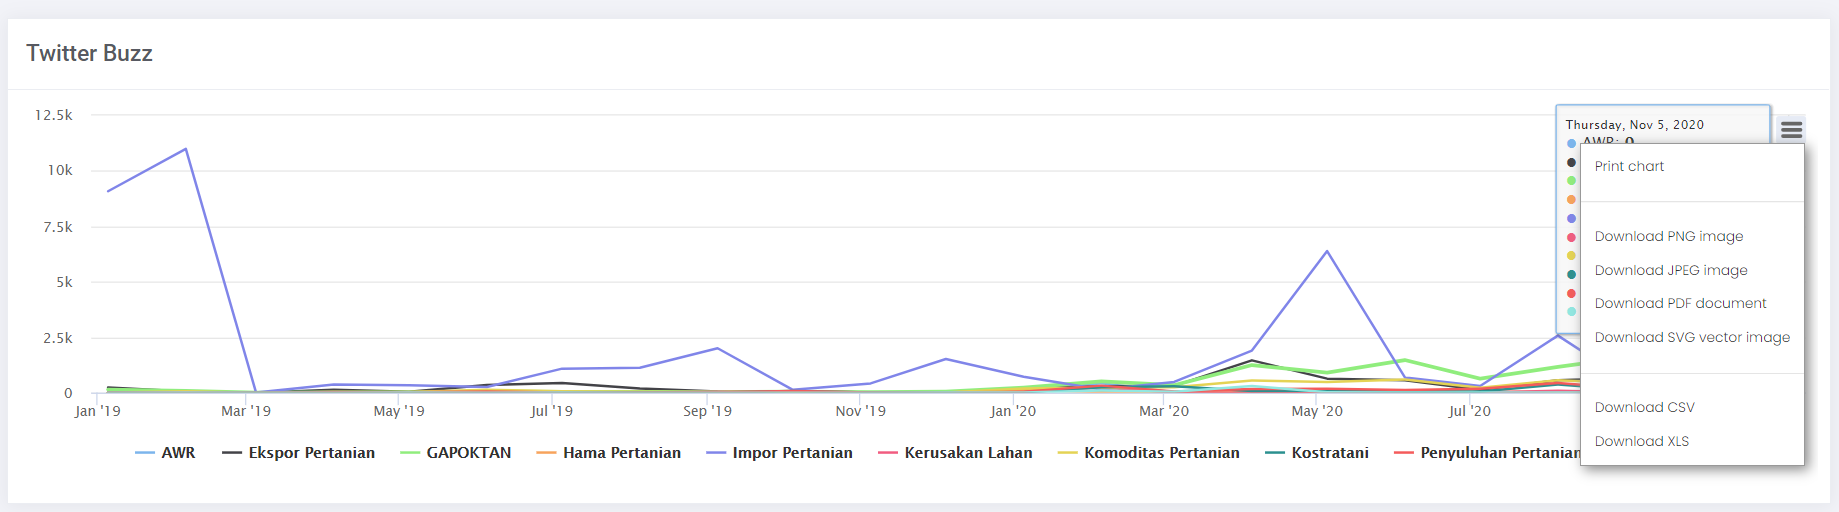 Twitter Buzz
12.5k
10k
7.5k
5k
2.5k
0
Jan '19 Mar '19 May '19 Jul '19 Sep '19 Nov '19 Jan '20 Mar '20 May '20 Jul '20
AWR Ekspor Pertanian GAPOKTAN Hama Pertanian Impor Pertanian Kerusakan Lahan Komoditas Pertanian Kostratani Penyuluhan Pertanian
Thursday, Nov 5, 2020
AWR: 0
Print chart
Download PNG image
Download JPEG image
Download PDF document
Download SVG vector image
Download CSV
Download XLS